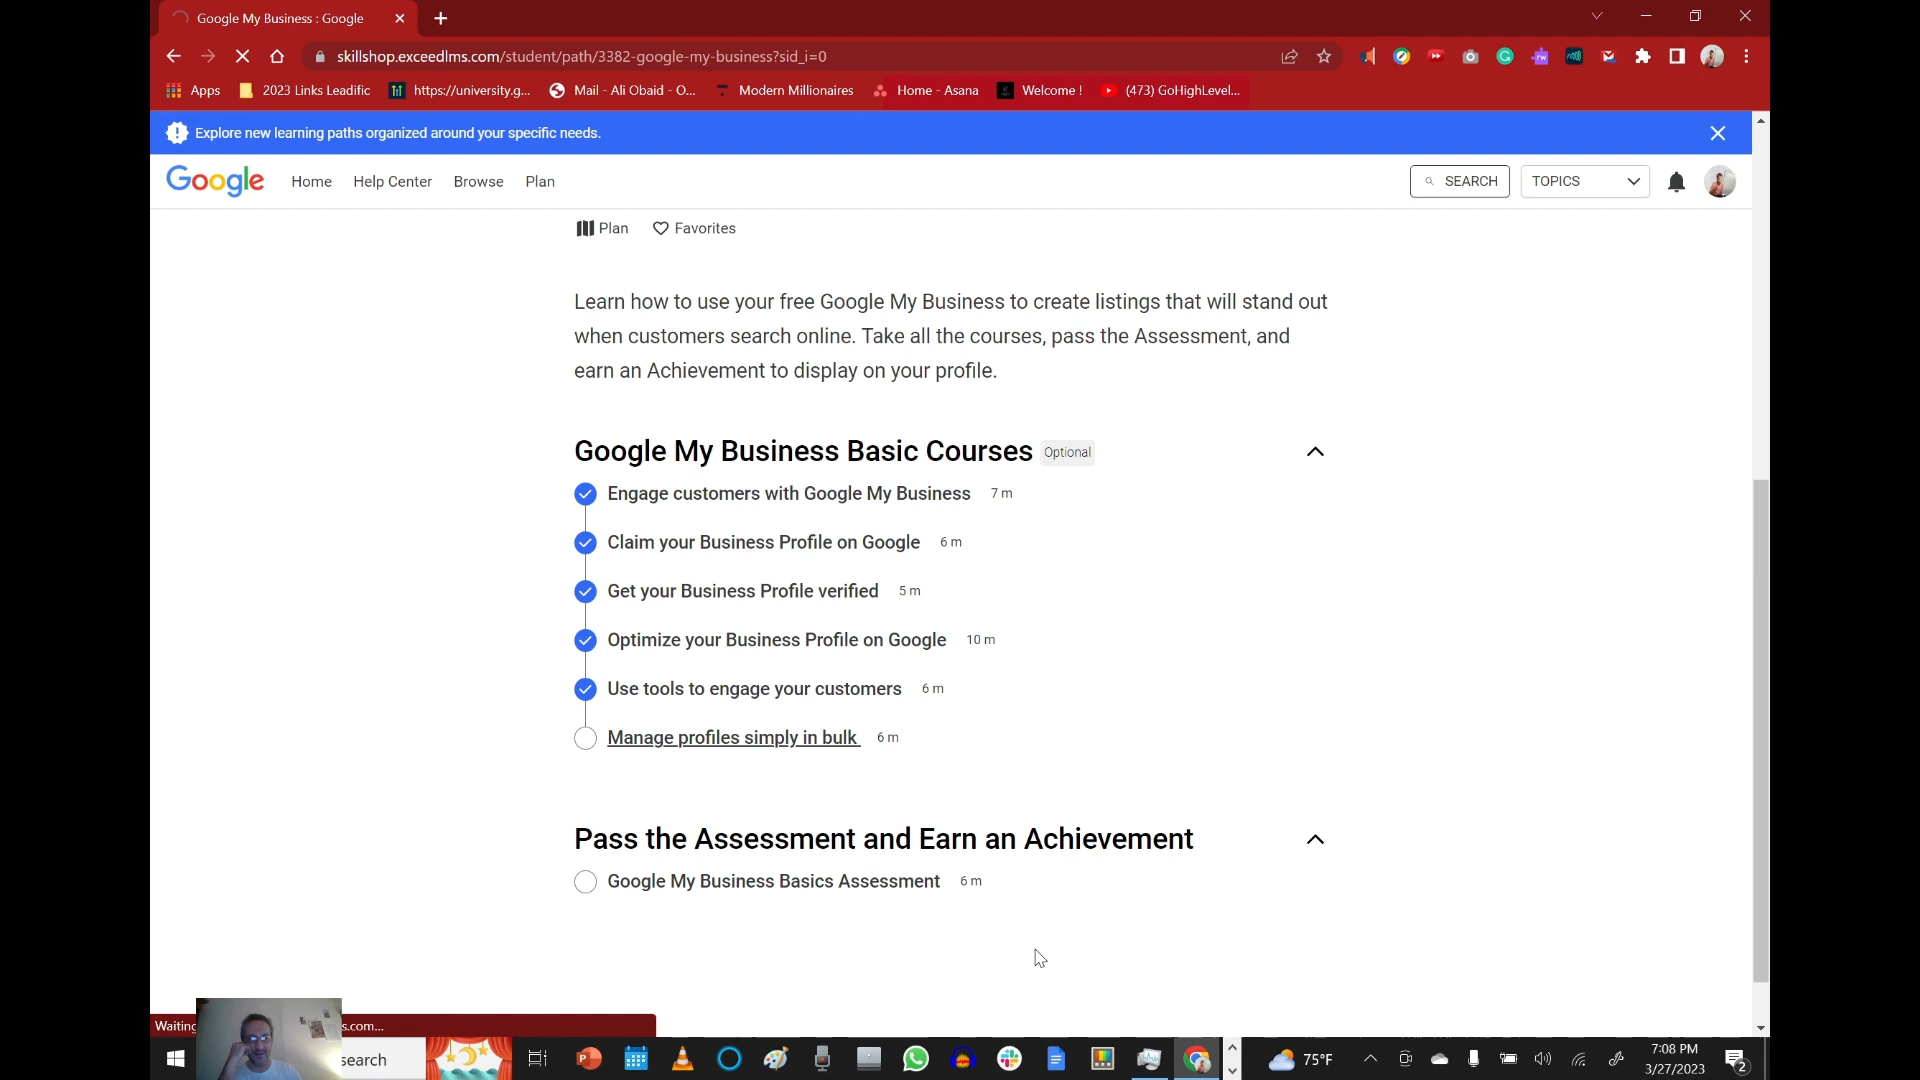 Google My Business : Google
skillshop.exceedlms.com/student/path/3382-google-my-business?sid_i=0
Apps
2023 Links Leadific
https://university.g...
Mail - Ali Obaid - O...
Modern Millionaires
Home - Asana
Welcome !
(473) GoHighLevel...
Explore new learning paths organized around your specific needs.
Google
Home
Help Center
Browse
Plan
SEARCH
TOPICS
Plan
Favorites
Learn how to use your free Google My Business to create listings that will stand out
when customers search online. Take all the courses, pass the Assessment, and
earn an Achievement to display on your profile.
Google My Business Basic Courses Optional
Engage customers with Google My Business 7 m
Claim your Business Profile on Google 6 m
Get your Business Profile verified 5 m
Optimize your Business Profile on Google 10 m
Use tools to engage your customers 6 m
Manage profiles simply in bulk 6 m
Pass the Assessment and Earn an Achievement
Google My Business Basics Assessment 6 m
Waiting
s.com...
search
75°F
7:08 PM
3/27/2023
2